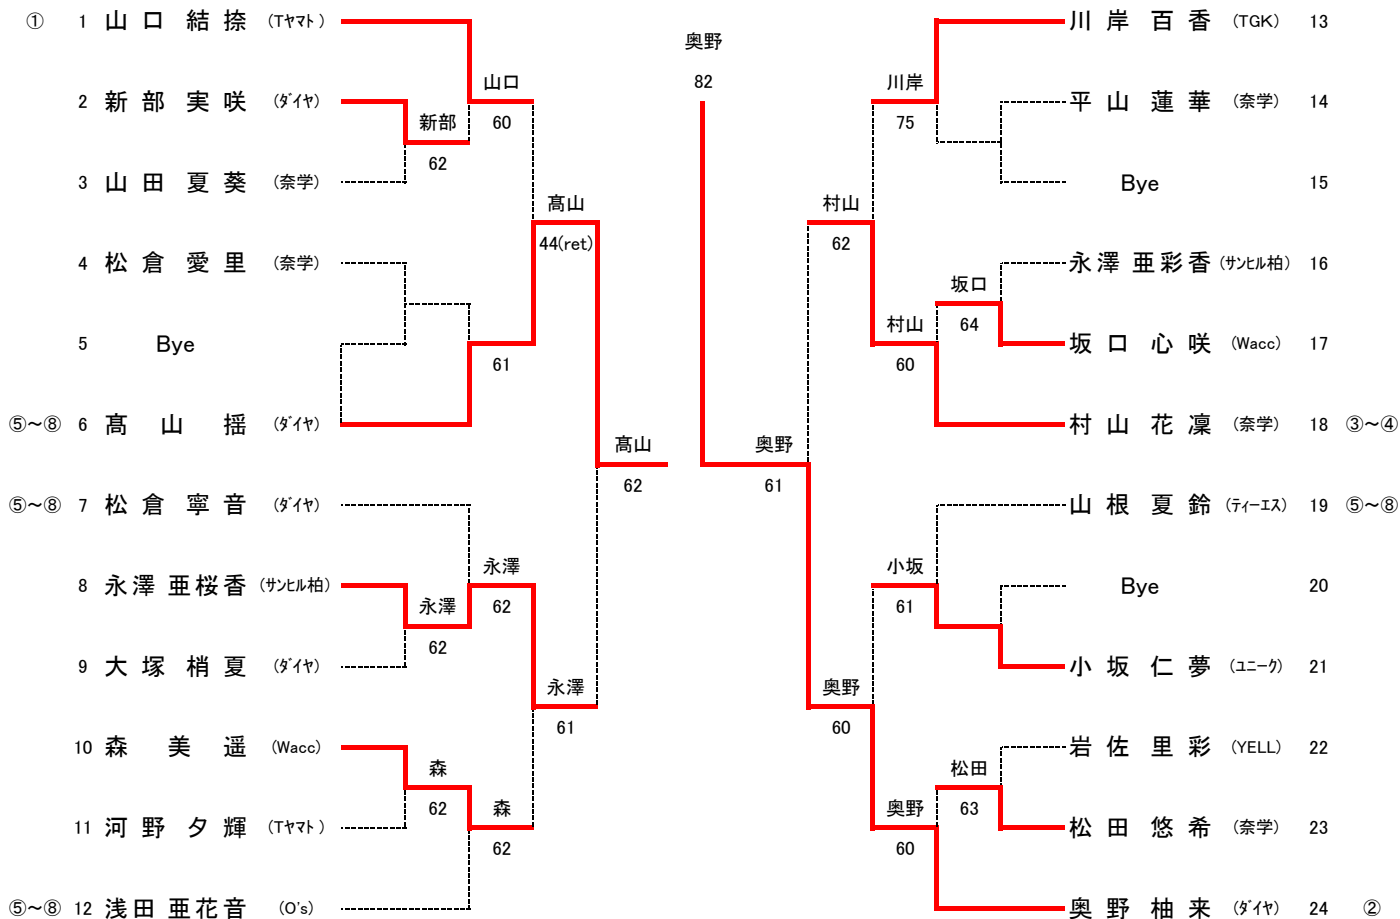 ① 1 山口 結捺 (Tヤマト) 川岸 百香 (TGK) 13
奥野
山口 82 川岸
2 新部 実咲 (ダイヤ) 平山 蓮華 (奈学) 14
新部 60 75
62
3 山田 夏葵 (奈学) Bye 15
髙山 村山
44(ret) 62
4 松倉 愛里 (奈学) 永澤 亜彩香 (サンヒル柏) 16
坂口
村山 64
5 Bye 坂口 心咲 (Wacc) 17
61 60
⑤~⑧ 6 髙山 揺 (ダイヤ) 村山 花凜 (奈学) 18 ③~④
髙山 奥野
62 61
⑤~⑧ 7 松倉 寧音 (ダイヤ) 山根 夏鈴 (ティーエス) 19 ⑤~⑧
永澤 小坂
8 永澤 亜桜香 (サンヒル柏) Bye 20
永澤 62 61
62
9 大塚 梢夏 (ダイヤ) 小坂 仁夢 (ユニーク) 21
永澤 奥野
61 60
10 森 美遥 (Wacc) 岩佐 里彩 (YELL) 22
森 松田
62 森 奥野 63
11 河野 夕輝 (Tヤマト) 松田 悠希 (奈学) 23
62 60
⑤~⑧ 12 浅田 亜花音 (O's) 奥野 柚来 (ダイヤ) 24 ②